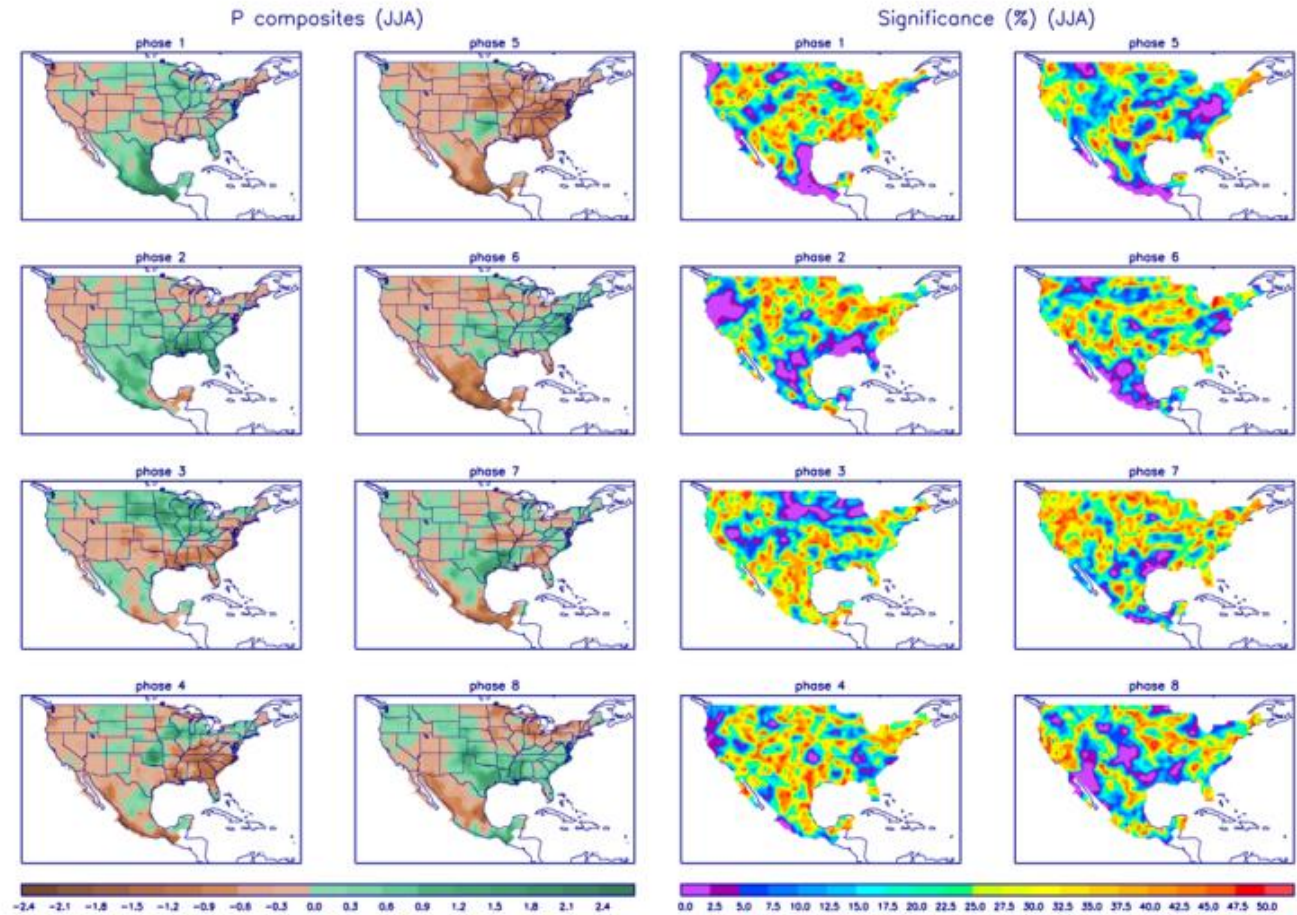 P composites (JJA) Significance (%) (JJA)
phase 1 phase 5 phase 1 phase 5
phase 2 phase 6 phase 2 phase 6
phase 3 phase 7 phase 3 phase 7
phase 4 phase 8 phase 4 phase 8
-2.4 -2.1 -1.8 -1.5 -1.2 -0.9 -0.6 -0.3 0.0 0.3 0.6 0.9 1.2 1.5 1.8 2.1 2.4 0.0 2.5 5.0 7.5 10.0 12.5 15.0 17.5 20.0 22.5 25.0 27.5 30.0 32.5 35.0 37.5 40.0 42.5 45.0 47.5 50.0